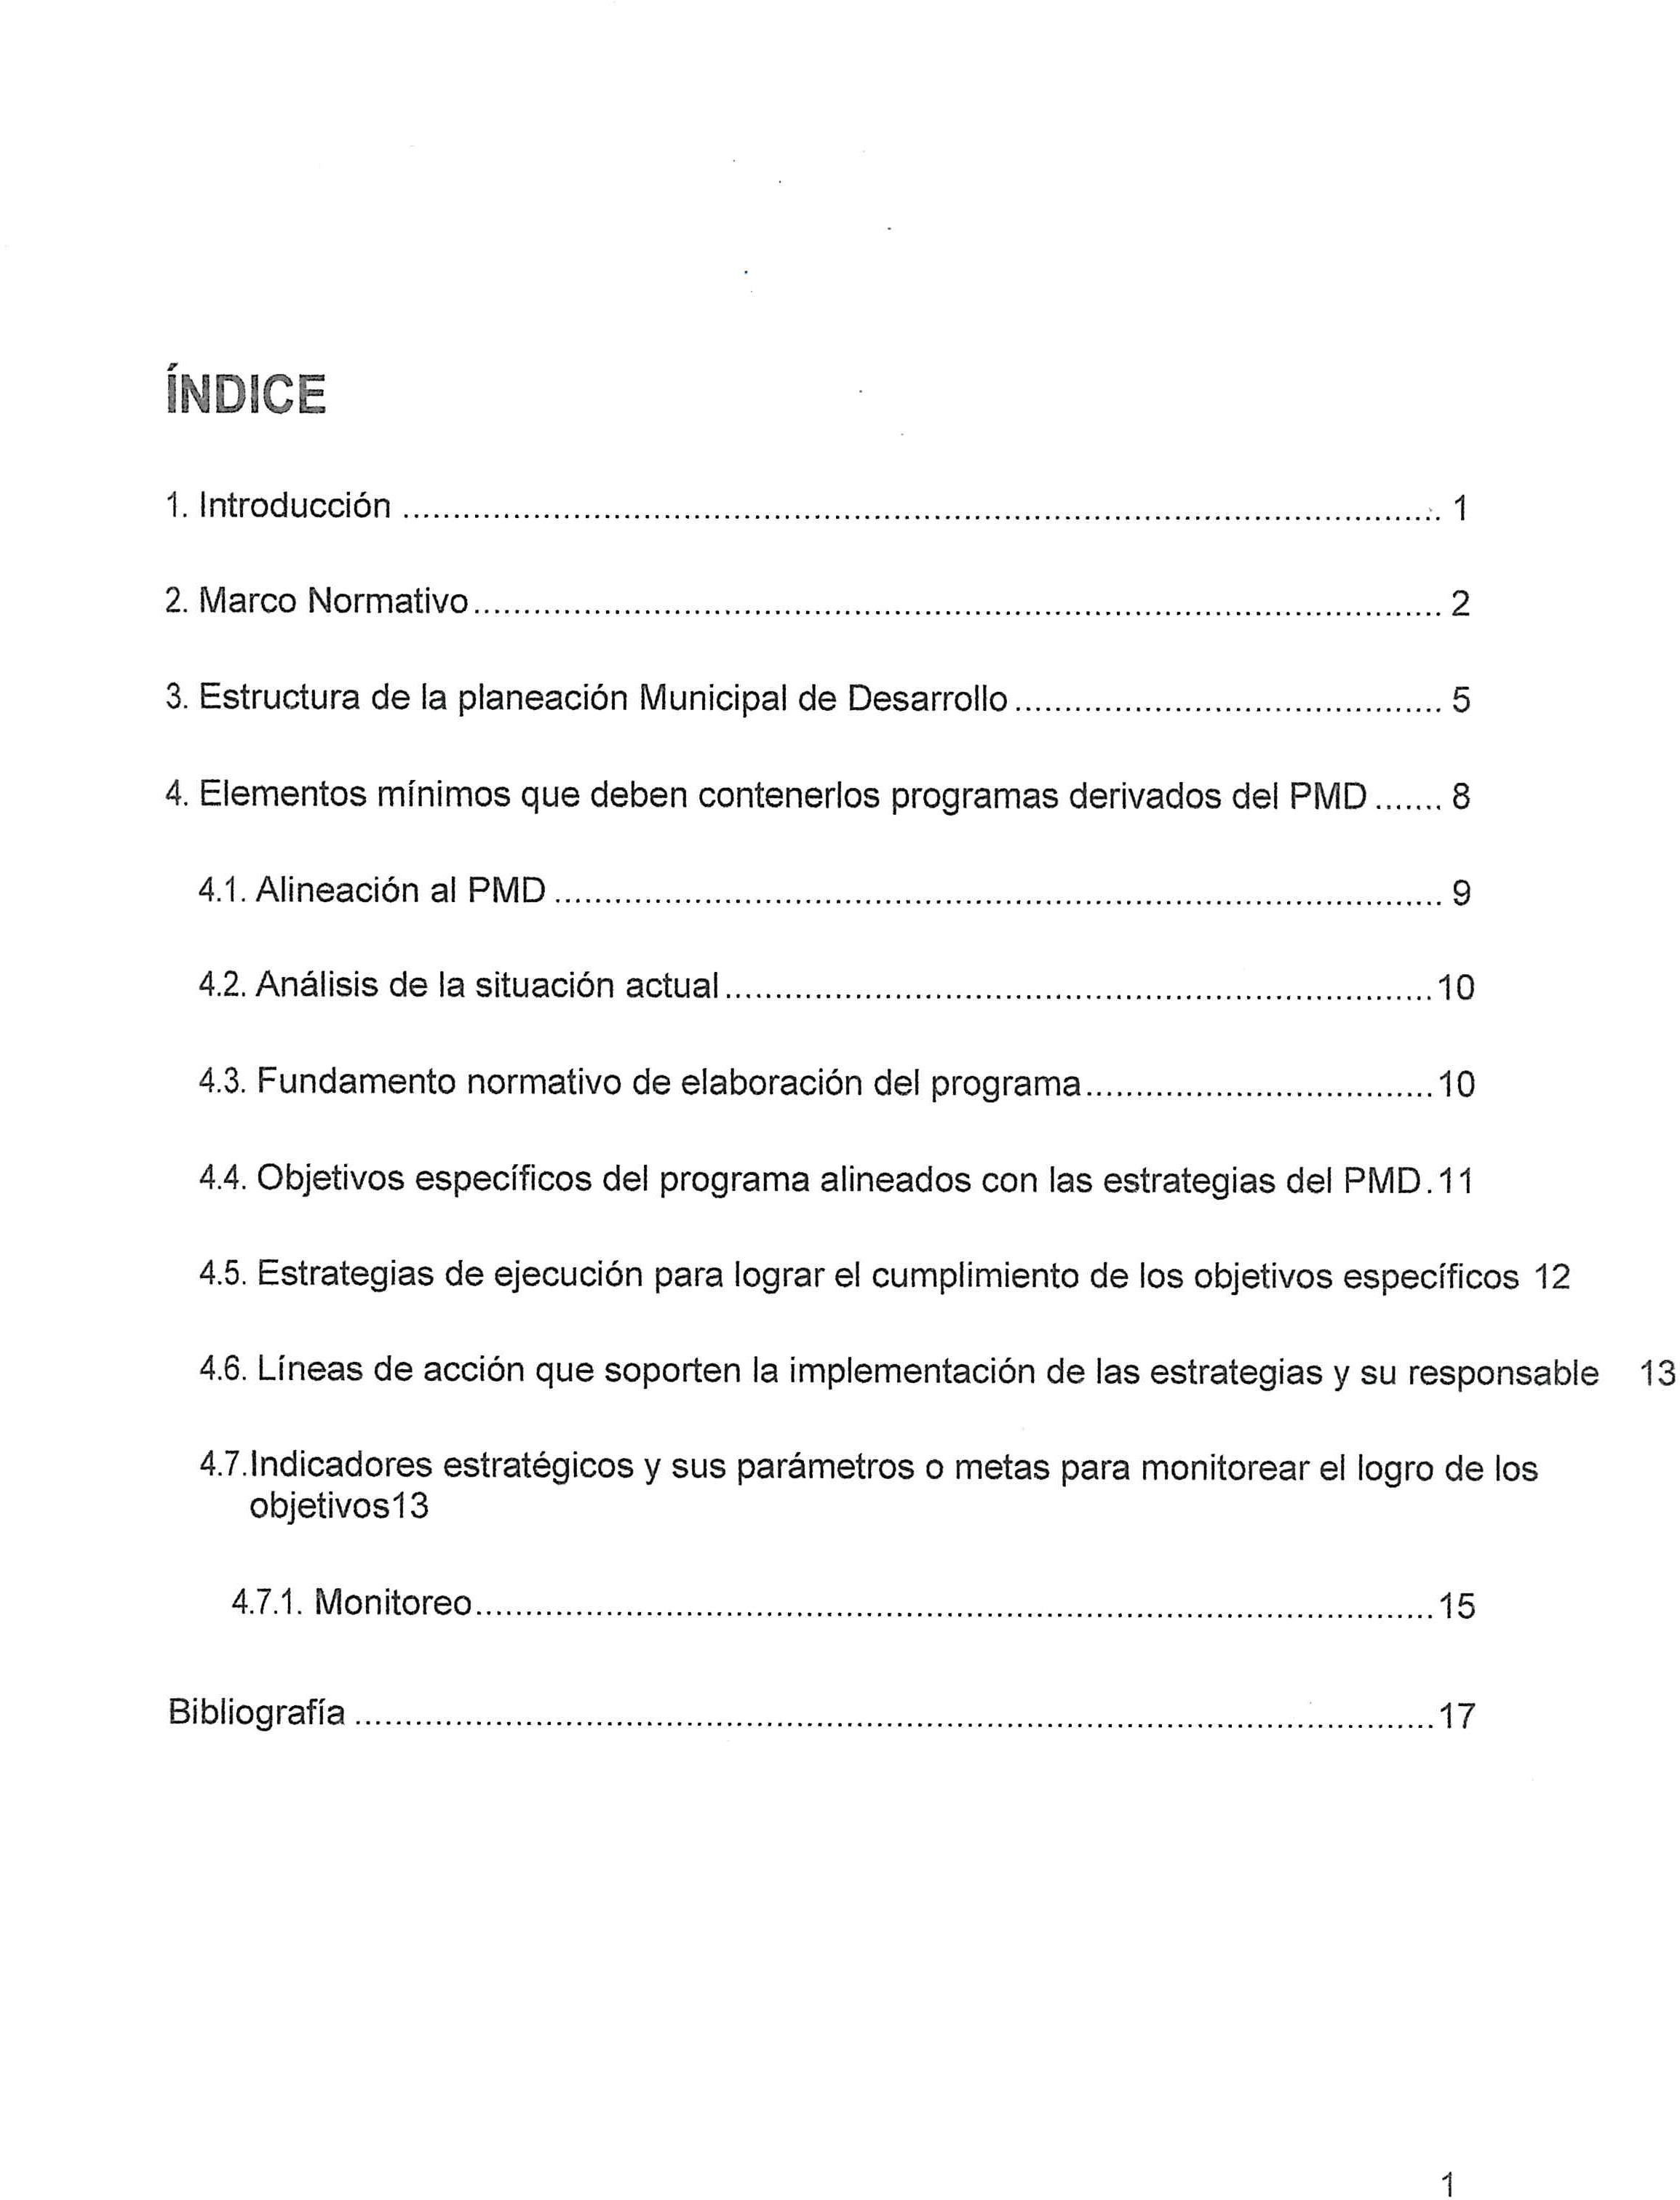 ÍNDICE
1. Introducción ........................................................................................................ 1
2. Marco Normativo................................................................................................. 2
3. Estructura de la planeación Municipal de Desarrollo........................................... 5
4. Elementos mínimos que deben contenerlos programas derivados del PMD....... 8
4.1. Alineación al PMD......................................................................................... 9
4.2. Análisis de la situación actual.......................................................................10
4.3. Fundamento normativo de elaboración del programa...................................10
4.4. Objetivos específicos del programa alineados con las estrategias del PMD.11
4.5. Estrategias de ejecución para lograr el cumplimiento de los objetivos específicos 12
4.6. Líneas de acción que soporten la implementación de las estrategias y su responsable 13
4.7.Indicadores estratégicos y sus parámetros o metas para monitorear el logro de los
objetivos13
4.7.1. Monitoreo................................................................................................15
Bibliografía ............................................................................................................17
1